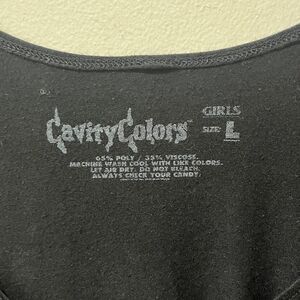 GIRLS
CavityColors
SIZE: L
65% POLY / 35% VISCOSE.
MACHINE WASH COOL WITH LIKE COLORS.
LET AIR DRY. DO NOT BLEACH.
ALWAYS CHECK YOUR CANDY.